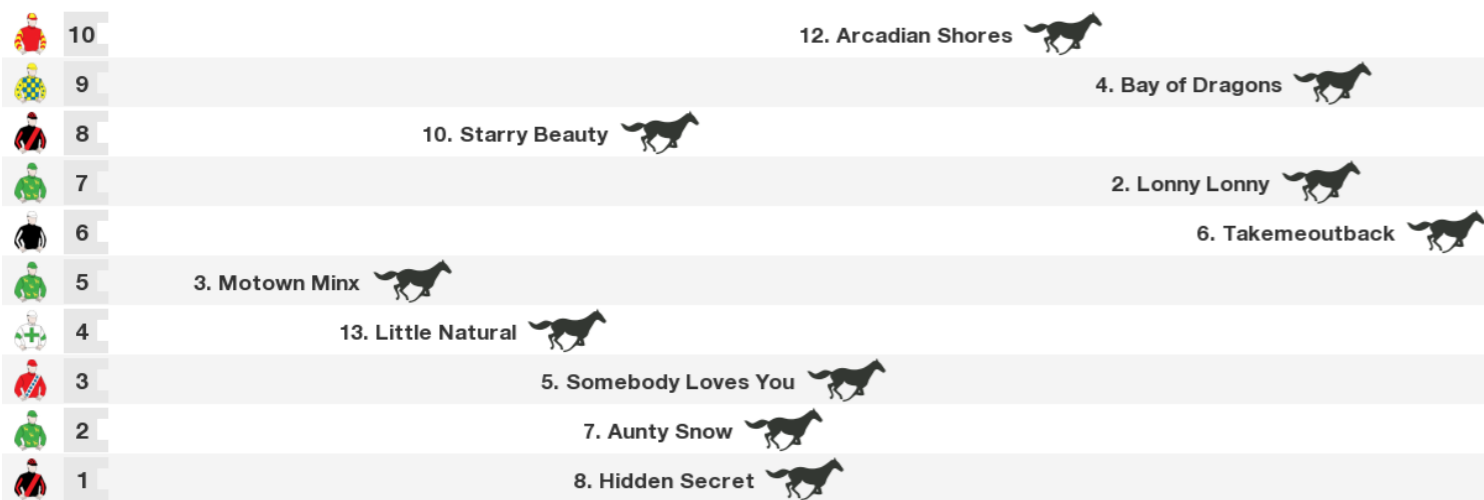 10 12. Arcadian Shores
9 4. Bay of Dragons
8 10. Starry Beauty
7 2. Lonny Lonny
6 6. Takemeoutback
5 3. Motown Minx
4 13. Little Natural
3 5. Somebody Loves You
2 7. Aunty Snow
1 8. Hidden Secret